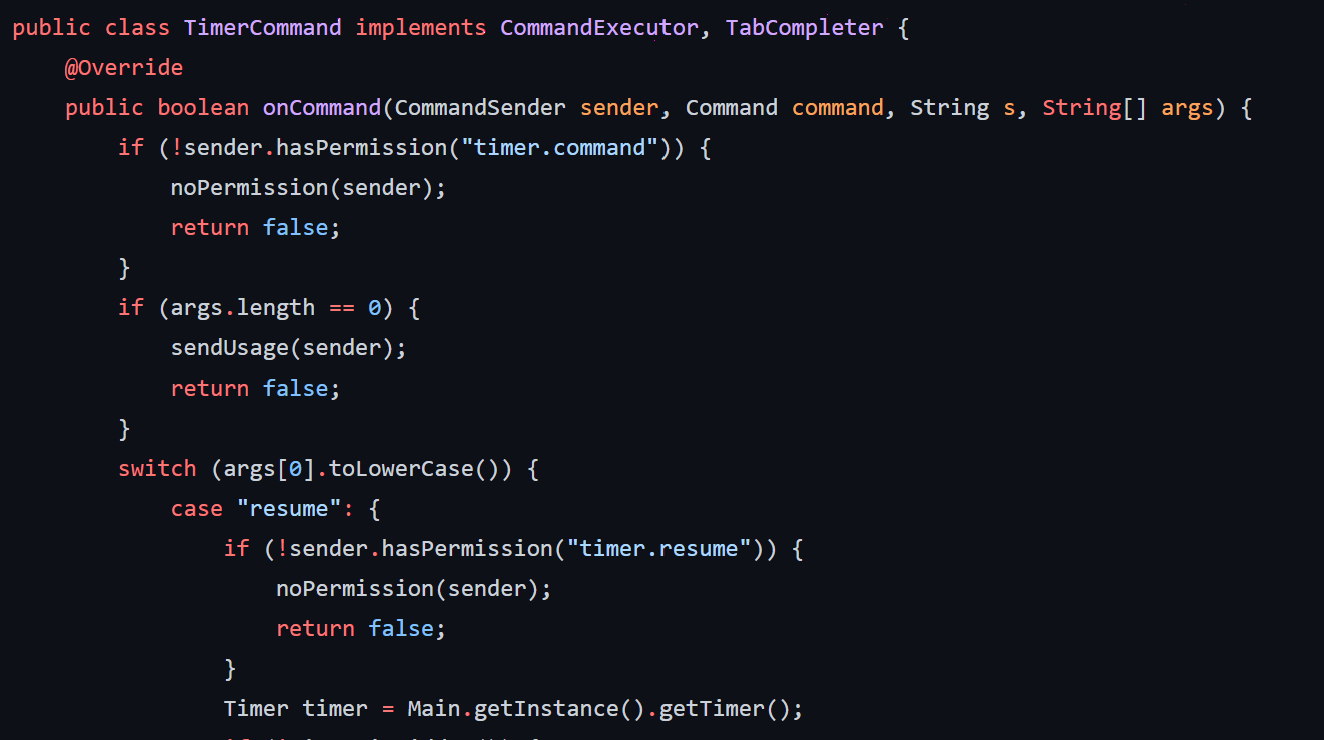 public class TimerCommand implements CommandExecutor, TabCompleter {
    @Override
    public boolean onCommand(CommandSender sender, Command command, String s, String[] args) {
        if (!sender.hasPermission("timer.command")) {
            noPermission(sender);
            return false;
        }
        if (args.length == 0) {
            sendUsage(sender);
            return false;
        }
        switch (args[0].toLowerCase()) {
            case "resume": {
                if (!sender.hasPermission("timer.resume")) {
                    noPermission(sender);
                    return false;
                }
                Timer timer = Main.getInstance().getTimer();